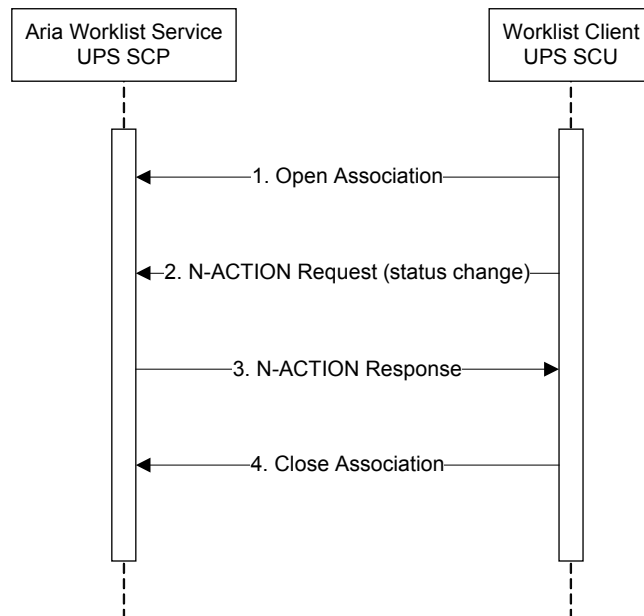 Aria Worklist Service
UPS SCP
Worklist Client
UPS SCU
1. Open Association
2. N-ACTION Request (status change)
3. N-ACTION Response
4. Close Association